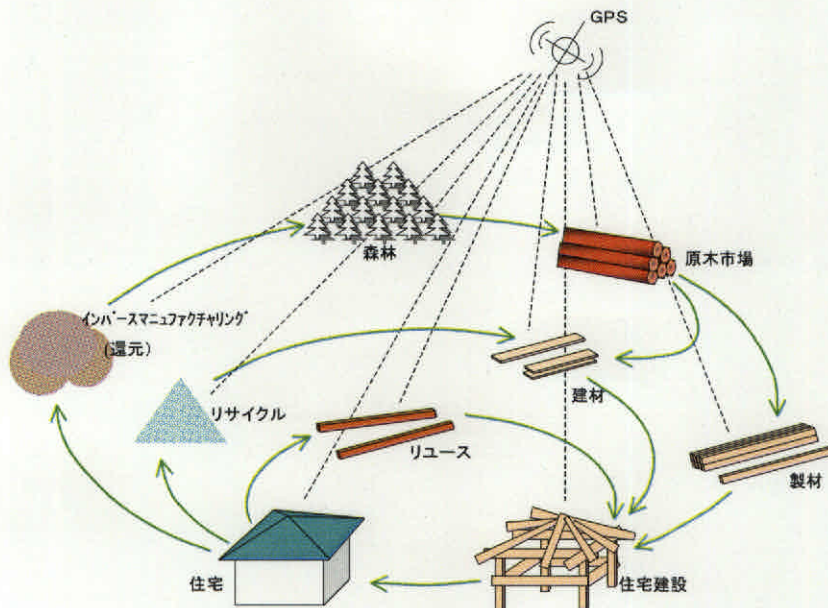 GPS
森林
原木市場
インバースマニュファクチャリング
(還元)
建材
リサイクル
リユース
製材
住宅
住宅建設